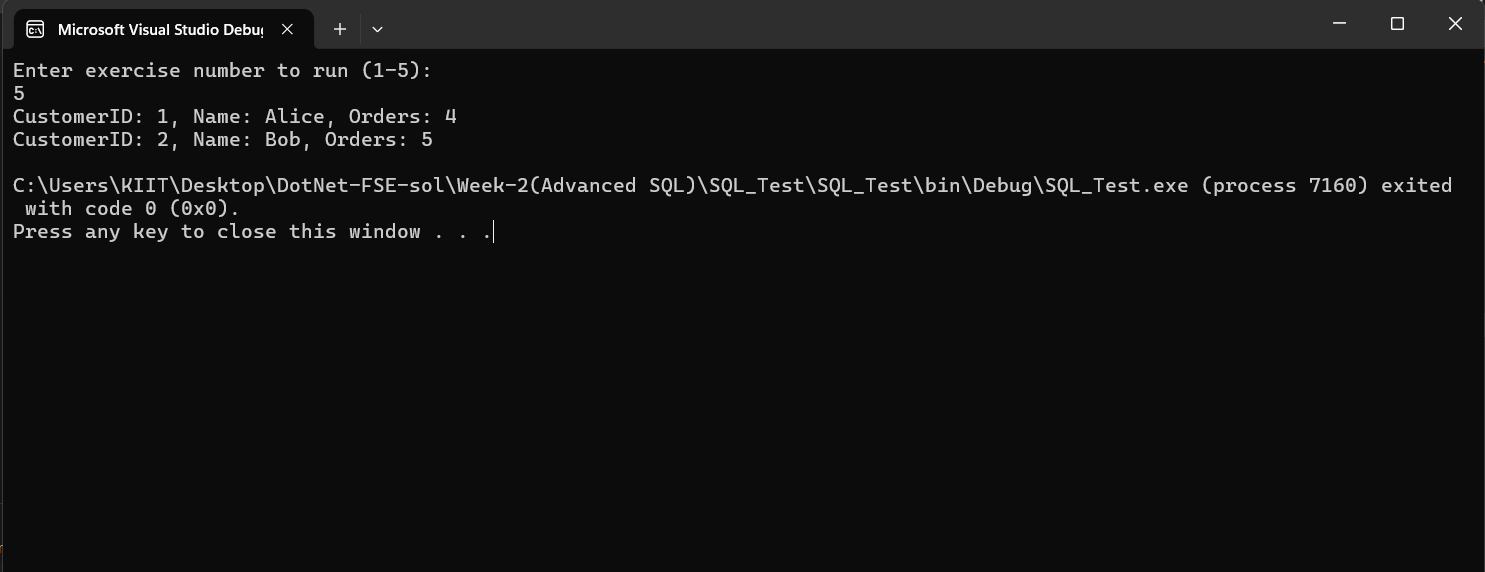 Microsoft Visual Studio Debu
Enter exercise number to run (1-5):
5
CustomerID: 1, Name: Alice, Orders: 4
CustomerID: 2, Name: Bob, Orders: 5
C:\Users\KIIT\Desktop\DotNet-FSE-sol\Week-2(Advanced SQL)\SQL_Test\SQL_Test\bin\Debug\SQL_Test.exe (process 7160) exited
with code 0 (0x0).
Press any key to close this window . . .